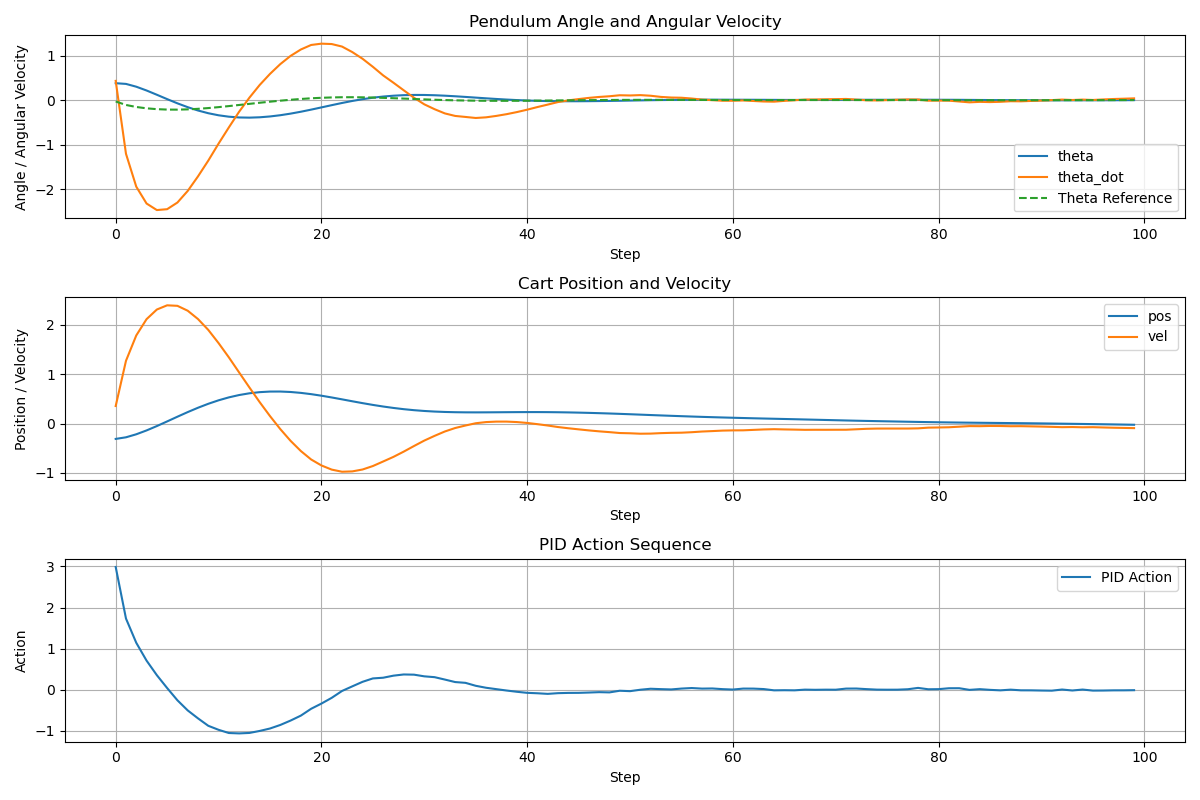 Pendulum Angle and Angular Velocity
Angle / Angular Velocity
1
0
−1
−2
theta
theta_dot
Theta Reference
0 20 40 60 80 100
Step
Cart Position and Velocity
Position / Velocity
2
1
0
−1
pos
vel
0 20 40 60 80 100
Step
PID Action Sequence
Action
3
2
1
0
−1
PID Action
0 20 40 60 80 100
Step